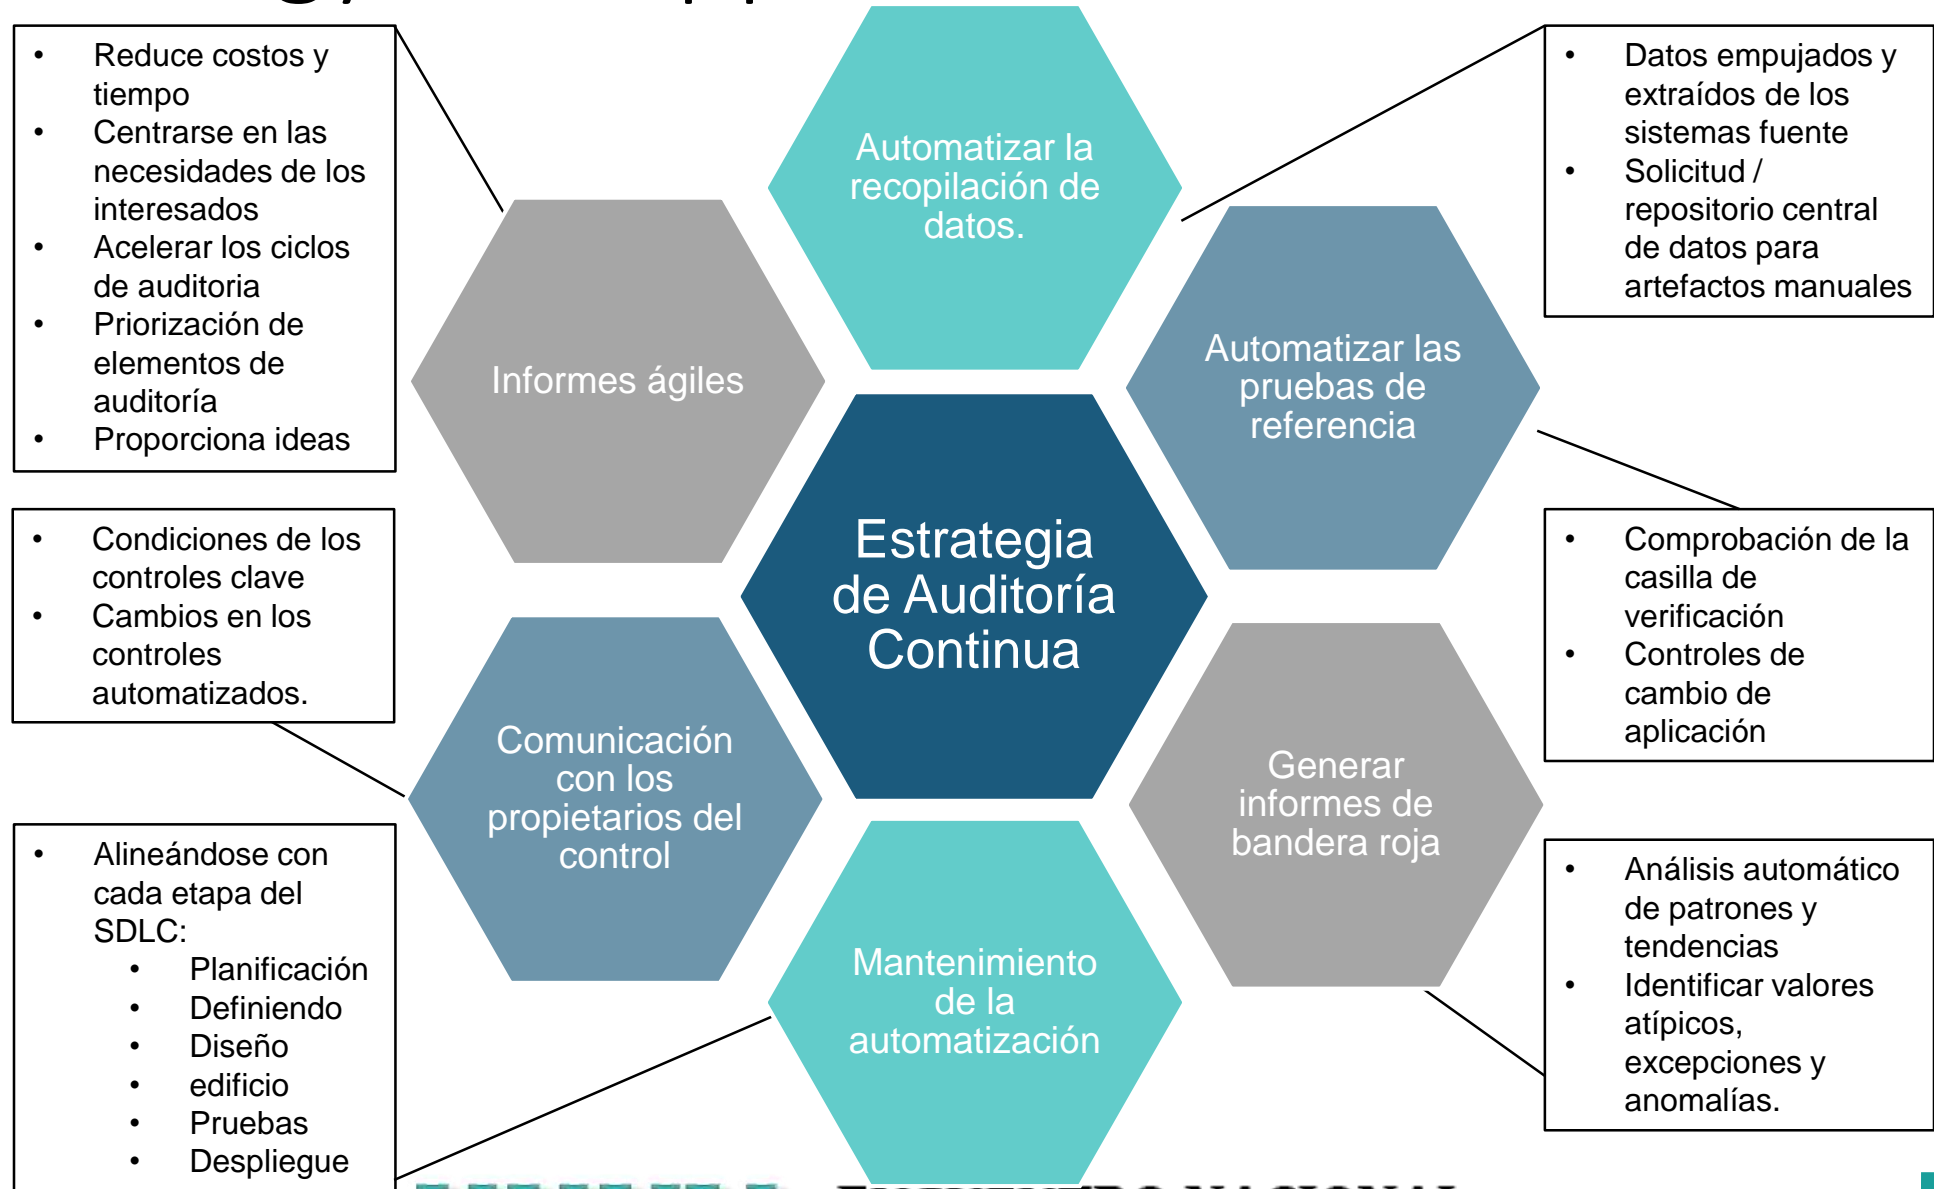 • Reduce costos y
tiempo
• Centrarse en las
necesidades de los
interesados
• Acelerar los ciclos
de auditoria
• Priorización de
elementos de
auditoría
• Proporciona ideas
• Condiciones de los
controles clave
• Cambios en los
controles
automatizados.
• Alineándose con
cada etapa del
SDLC:
• Planificación
• Definiendo
• Diseño
• edificio
• Pruebas
• Despliegue
Automatizar la
recopilación de
datos.
Informes ágiles
Automatizar las
pruebas de
referencia
Estrategia
de Auditoría
Continua
Comunicación
con los
propietarios del
control
Generar
informes de
bandera roja
Mantenimiento
de la
automatización
• Datos empujados y
extraídos de los
sistemas fuente
• Solicitud /
repositorio central
de datos para
artefactos manuales
• Comprobación de la
casilla de
verificación
• Controles de
cambio de
aplicación
• Análisis automático
de patrones y
tendencias
• Identificar valores
atípicos,
excepciones y
anomalías.
NACIONAL